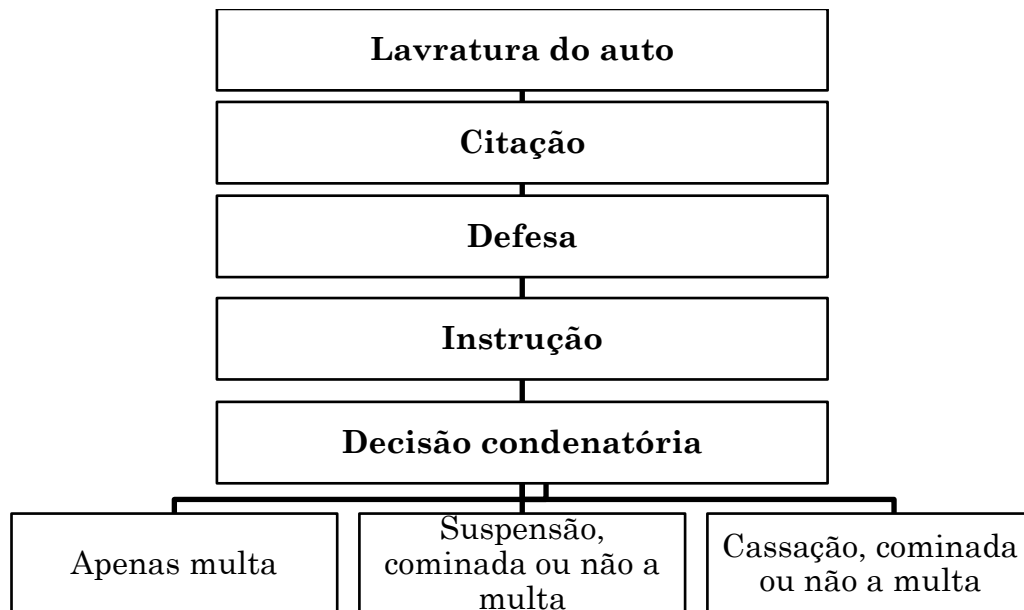 Lavratura do auto
Citação
Defesa
Instrução
Decisão condenatória
Apenas multa
Suspensão,
cominada ou não a
multa
Cassação, cominada
ou não a multa